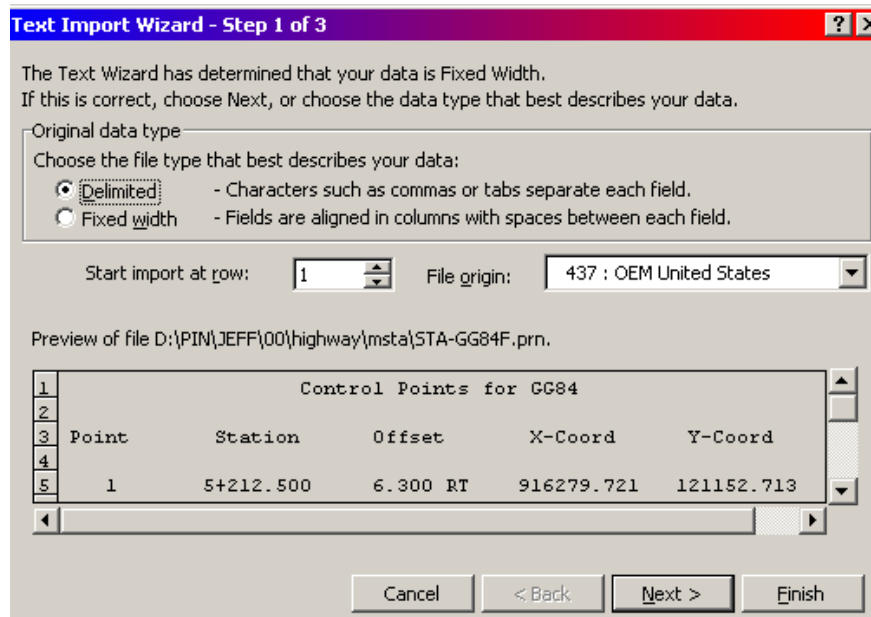 Text Import Wizard - Step 1 of 3
The Text Wizard has determined that your data is Fixed Width.
If this is correct, choose Next, or choose the data type that best describes your data.
Original data type
Choose the file type that best describes your data:
Delimited - Characters such as commas or tabs separate each field.
Fixed width - Fields are aligned in columns with spaces between each field.
Start import at row: 1 File origin: 437 : OEM United States
Preview of file D:\PIN\JEFF\00\highway\msta\STA-GG84F.prn.
1 Control Points for GG84
2
3 Point Station Offset X-Coord Y-Coord
4
5 1 5+212.500 6.300 RT 916279.721 121152.713
Cancel < Back Next > Finish